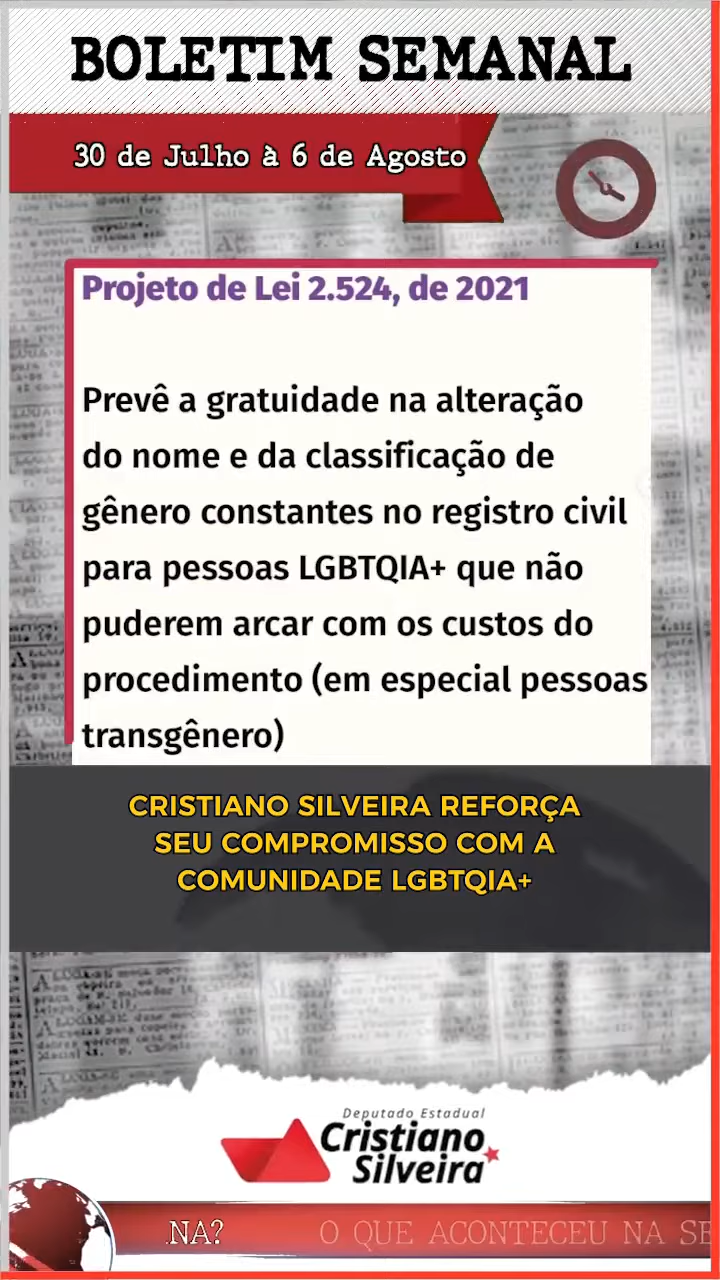 BOLETIM SEMANAL
30 de Julho à 6 de Agosto
Projeto de Lei 2.524, de 2021
Prevê a gratuidade na alteração
do nome e da classificação de
gênero constantes no registro civil
para pessoas LGBTQIA+ que não
puderem arcar com os custos do
procedimento (em especial pessoas
transgênero)
CRISTIANO SILVEIRA REFORÇA
SEU COMPROMISSO COM A
COMUNIDADE LGBTQIA+
Deputado Estadual
Cristiano
Silveira
NA? O QUE ACONTECEU NA SE